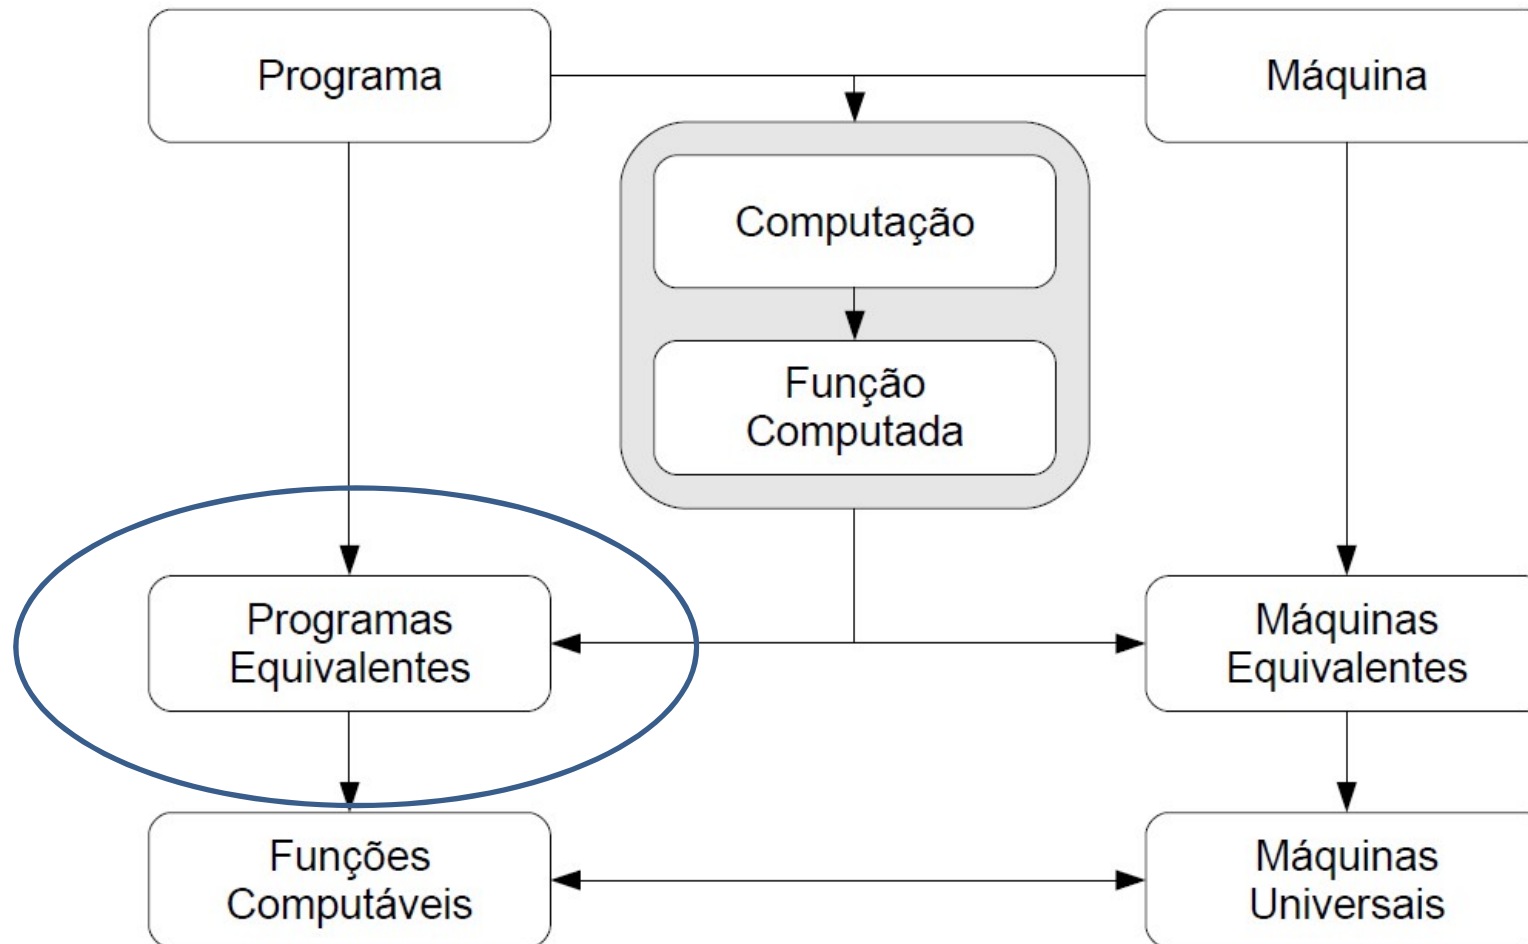 Programa
Máquina
Computação
Função
Computada
Programas
Equivalentes
Máquinas
Equivalentes
Funções
Computáveis
Máquinas
Universais